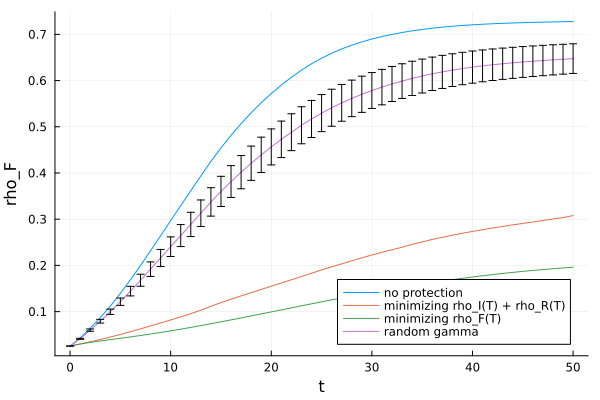 0.7
0.6
0.5
0.4
0.3
0.2
0.1
rho_F
0 10 20 30 40 50
t
no protection
minimizing rho_I(T) + rho_R(T)
minimizing rho_F(T)
random gamma